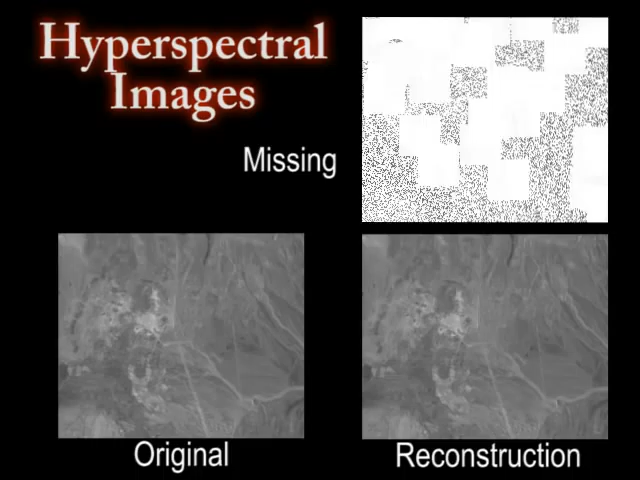 Hyperspectral
Images
Missing
Original
Reconstruction